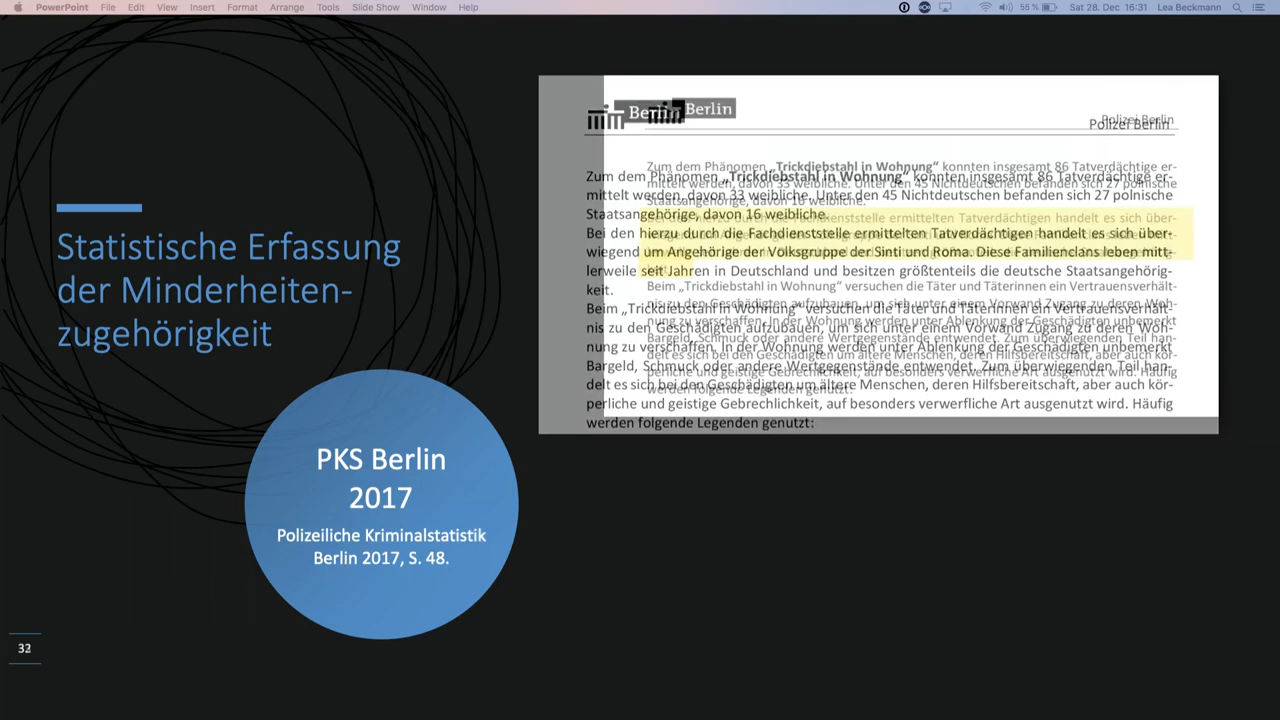 PowerPoint File Edit View Insert Format Arrange Tools Slide Show Window Help 55 % Sat 28. Dec 16:31 Lea Beckmann
Statistische Erfassung
der Minderheiten-
zugehörigkeit
PKS Berlin
2017
Polizeiliche Kriminalstatistik
Berlin 2017, S. 48.
32
Berlin
Polizei Berlin
Zum dem Phänomen „Trickdiebstahl in Wohnung“ konnten insgesamt 86 Tatverdächtige er-
mittelt werden, davon 33 weibliche. Unter den 45 Nichtdeutschen befanden sich 27 polnische
Staatsangehörige, davon 16 weibliche.
Bei den hierzu durch die Fachdienststelle ermittelten Tatverdächtigen handelt es sich über-
wiegend um Angehörige der Volksgruppe der Sinti und Roma. Diese Familienclans leben mitt-
lerweile seit Jahren in Deutschland und besitzen größtenteils die deutsche Staatsangehörig-
keit.
Beim „Trickdiebstahl in Wohnung“ versuchen die Täter und Täterinnen ein Vertrauensverhält-
nis zu den Geschädigten aufzubauen, um sich unter einem Vorwand Zugang zu deren Woh-
nung zu verschaffen. In der Wohnung werden unter Ablenkung der Geschädigten unbemerkt
Bargeld, Schmuck oder andere Wertgegenstände entwendet. Zum überwiegenden Teil han-
delt es sich bei den Geschädigten um ältere Menschen, deren Hilfsbereitschaft, aber auch kör-
perliche und geistige Gebrechlichkeit, auf besonders verwerfliche Art ausgenutzt wird. Häufig
werden folgende Legenden genutzt: